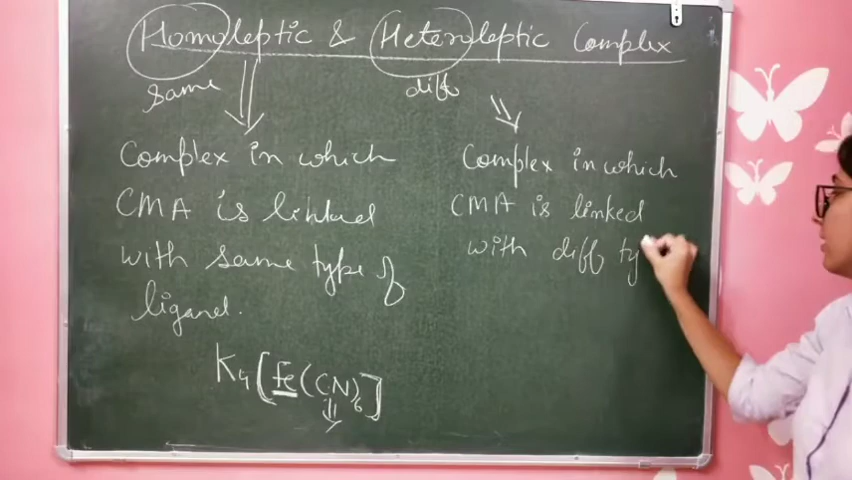 Homoleptic & Heteroleptic Complex
same
diff
Complex in which
CMA is linked
with same type of
ligand.
K4[Fe(CN)6]
Complex in which
CMA is linked
with diff ty